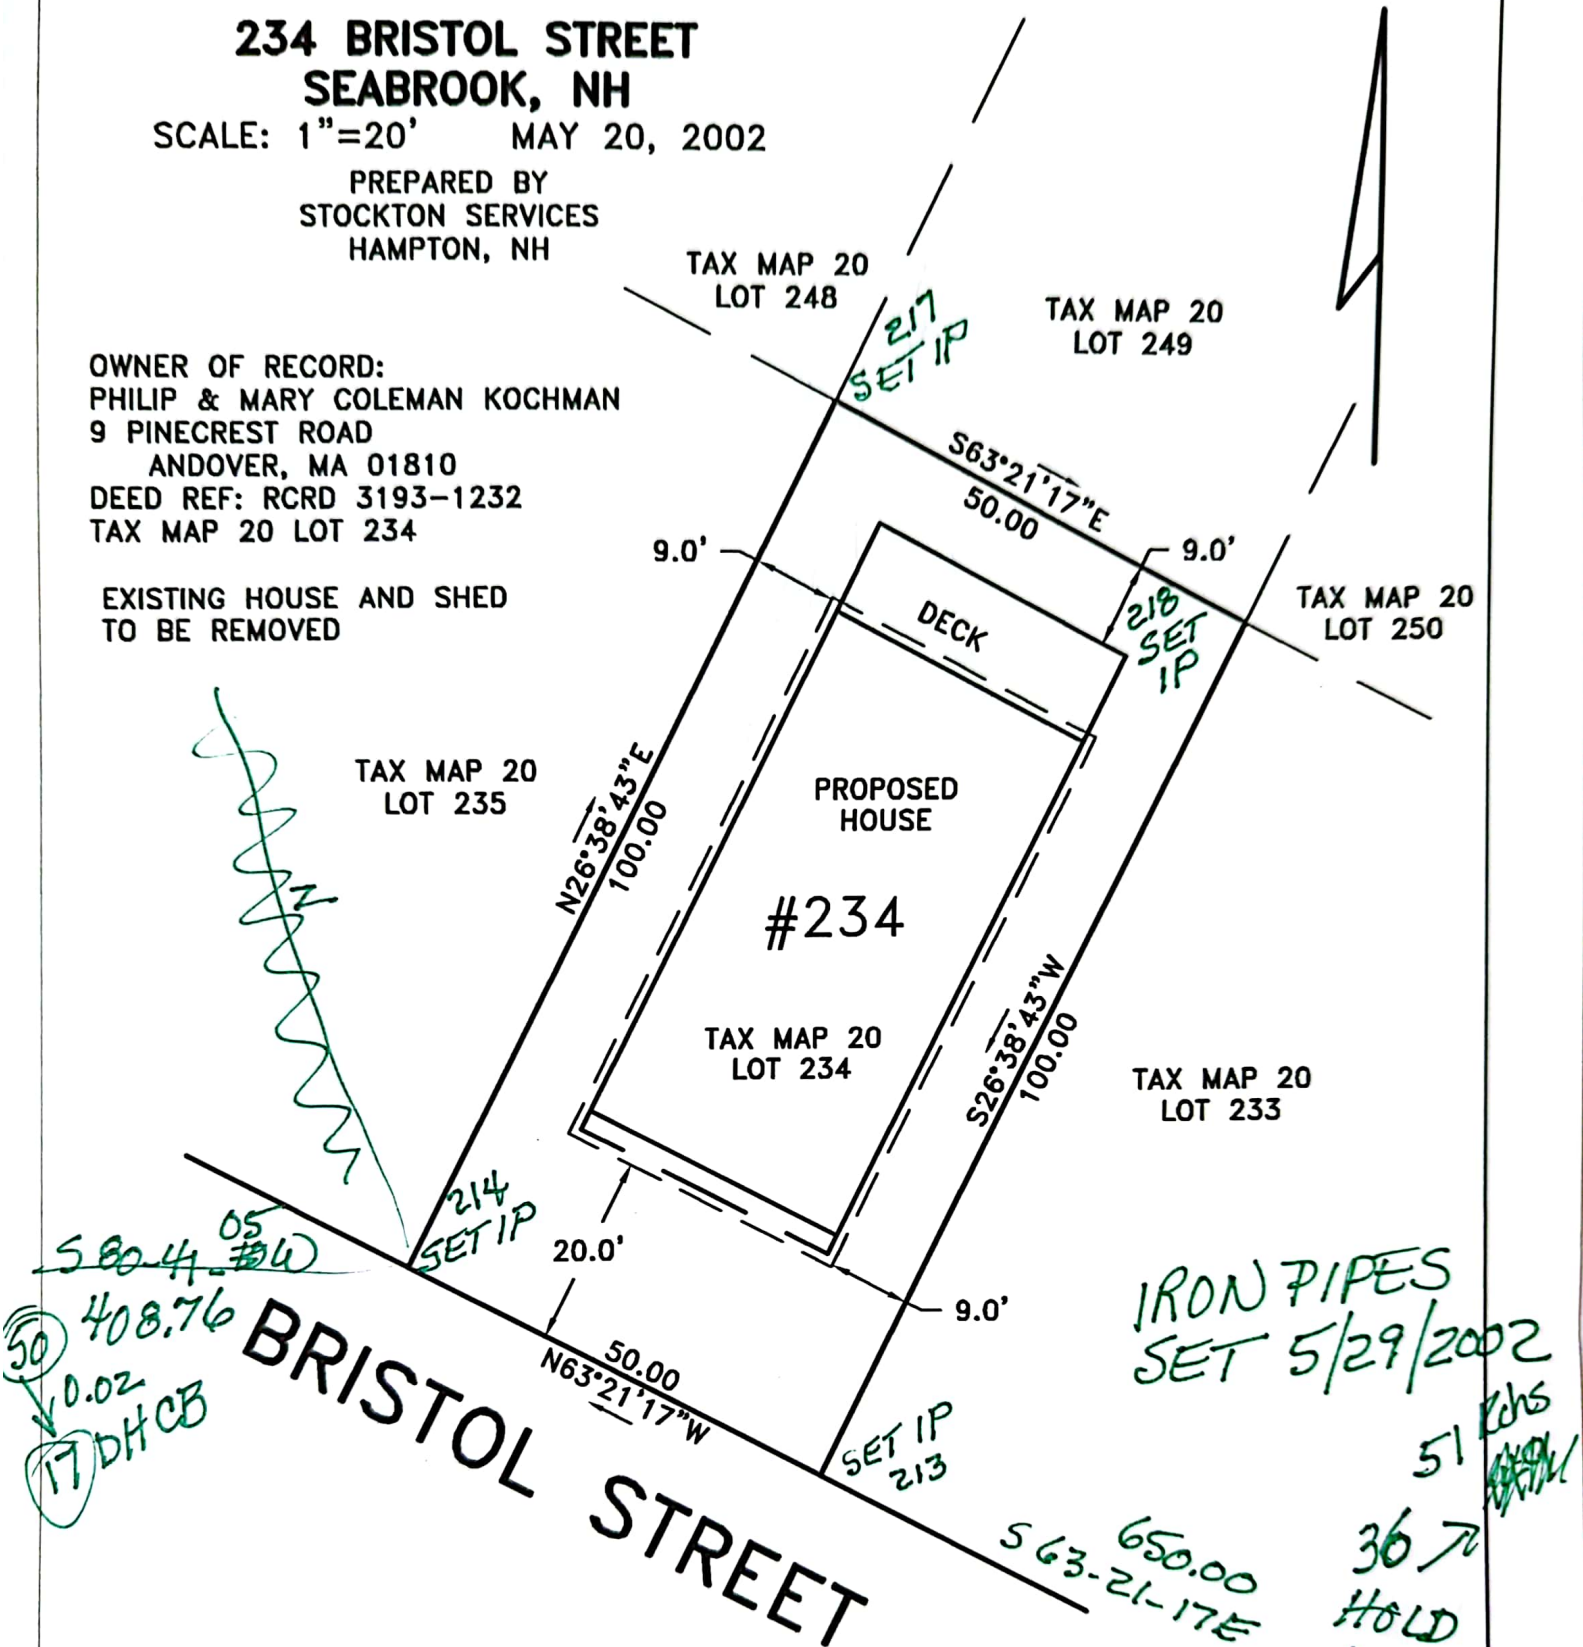 234 BRISTOL STREET
SEABROOK, NH
SCALE: 1"=20' MAY 20, 2002
PREPARED BY
STOCKTON SERVICES
HAMPTON, NH
TAX MAP 20
LOT 248
217
SET IP
TAX MAP 20
LOT 249
OWNER OF RECORD:
PHILIP & MARY COLEMAN KOCHMAN
9 PINECREST ROAD
ANDOVER, MA 01810
DEED REF: RCRD 3193-1232
TAX MAP 20 LOT 234
S63°21'17"E
50.00
9.0'
9.0'
EXISTING HOUSE AND SHED
TO BE REMOVED
DECK
218
SET
IP
TAX MAP 20
LOT 250
TAX MAP 20
LOT 235
N26°38'43"E
100.00
PROPOSED
HOUSE
#234
TAX MAP 20
LOT 234
S26°38'43"W
100.00
TAX MAP 20
LOT 233
214
SET IP
20.0'
9.0'
05
S 80-41- W
408.76
50
0.02
17 DHCB
50.00
N63°21'17"W
BRISTOL STREET
SET IP
213
IRON PIPES
SET 5/29/2002
51
650.00
S 63-21-17E
36
HOLD